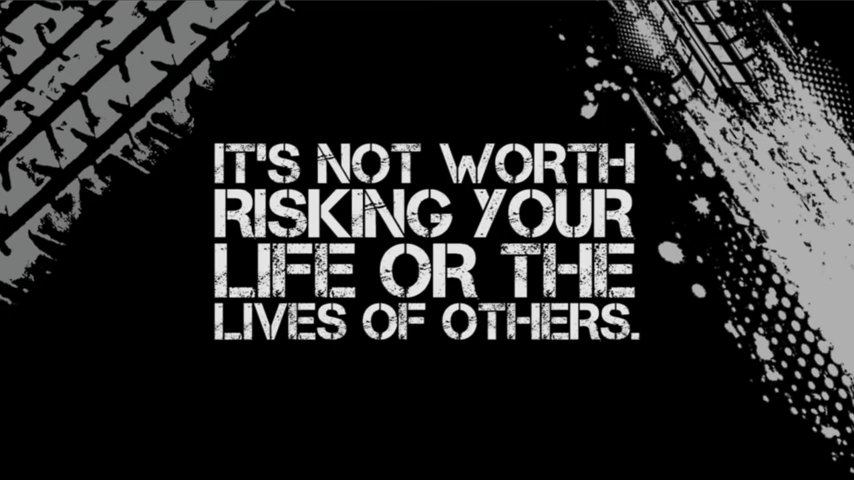 IT'S NOT WORTH
RISKING YOUR
LIFE OR THE
LIVES OF OTHERS.